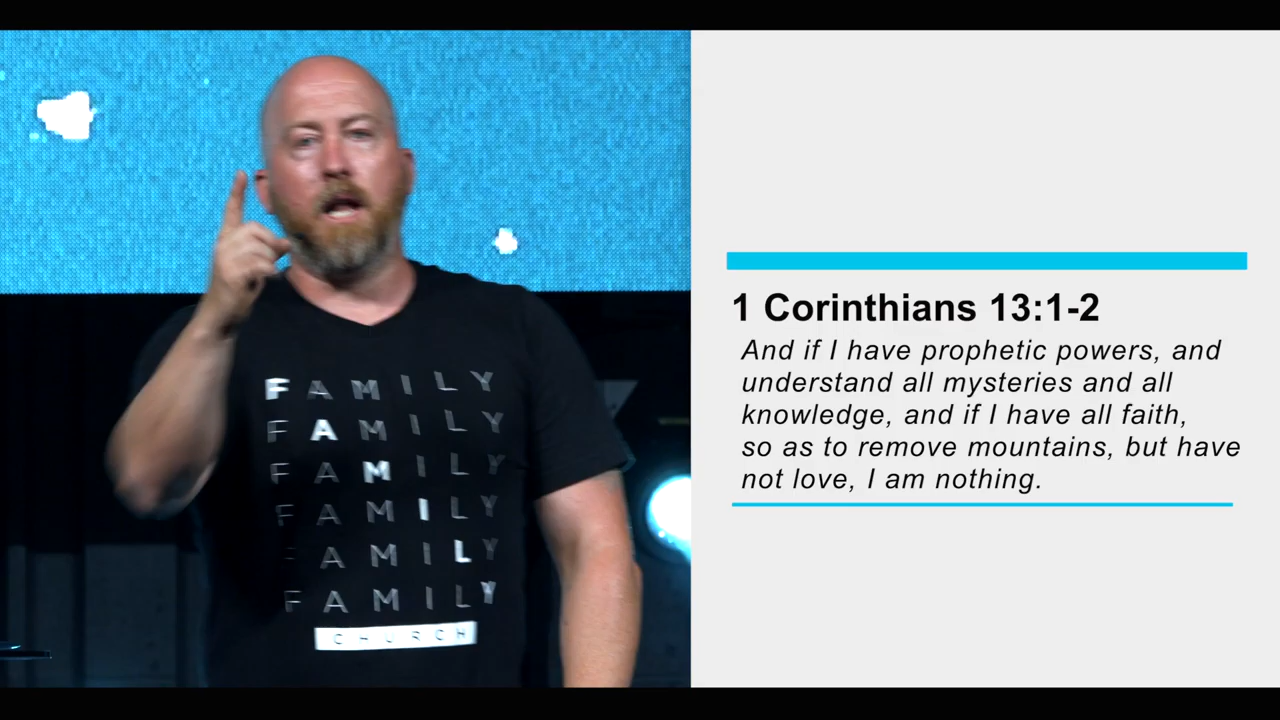 FAMILY
FAMILY
FAMILY
FAMILY
FAMILY
FAMILY
CHURCH
1 Corinthians 13:1-2
And if I have prophetic powers, and
understand all mysteries and all
knowledge, and if I have all faith,
so as to remove mountains, but have
not love, I am nothing.